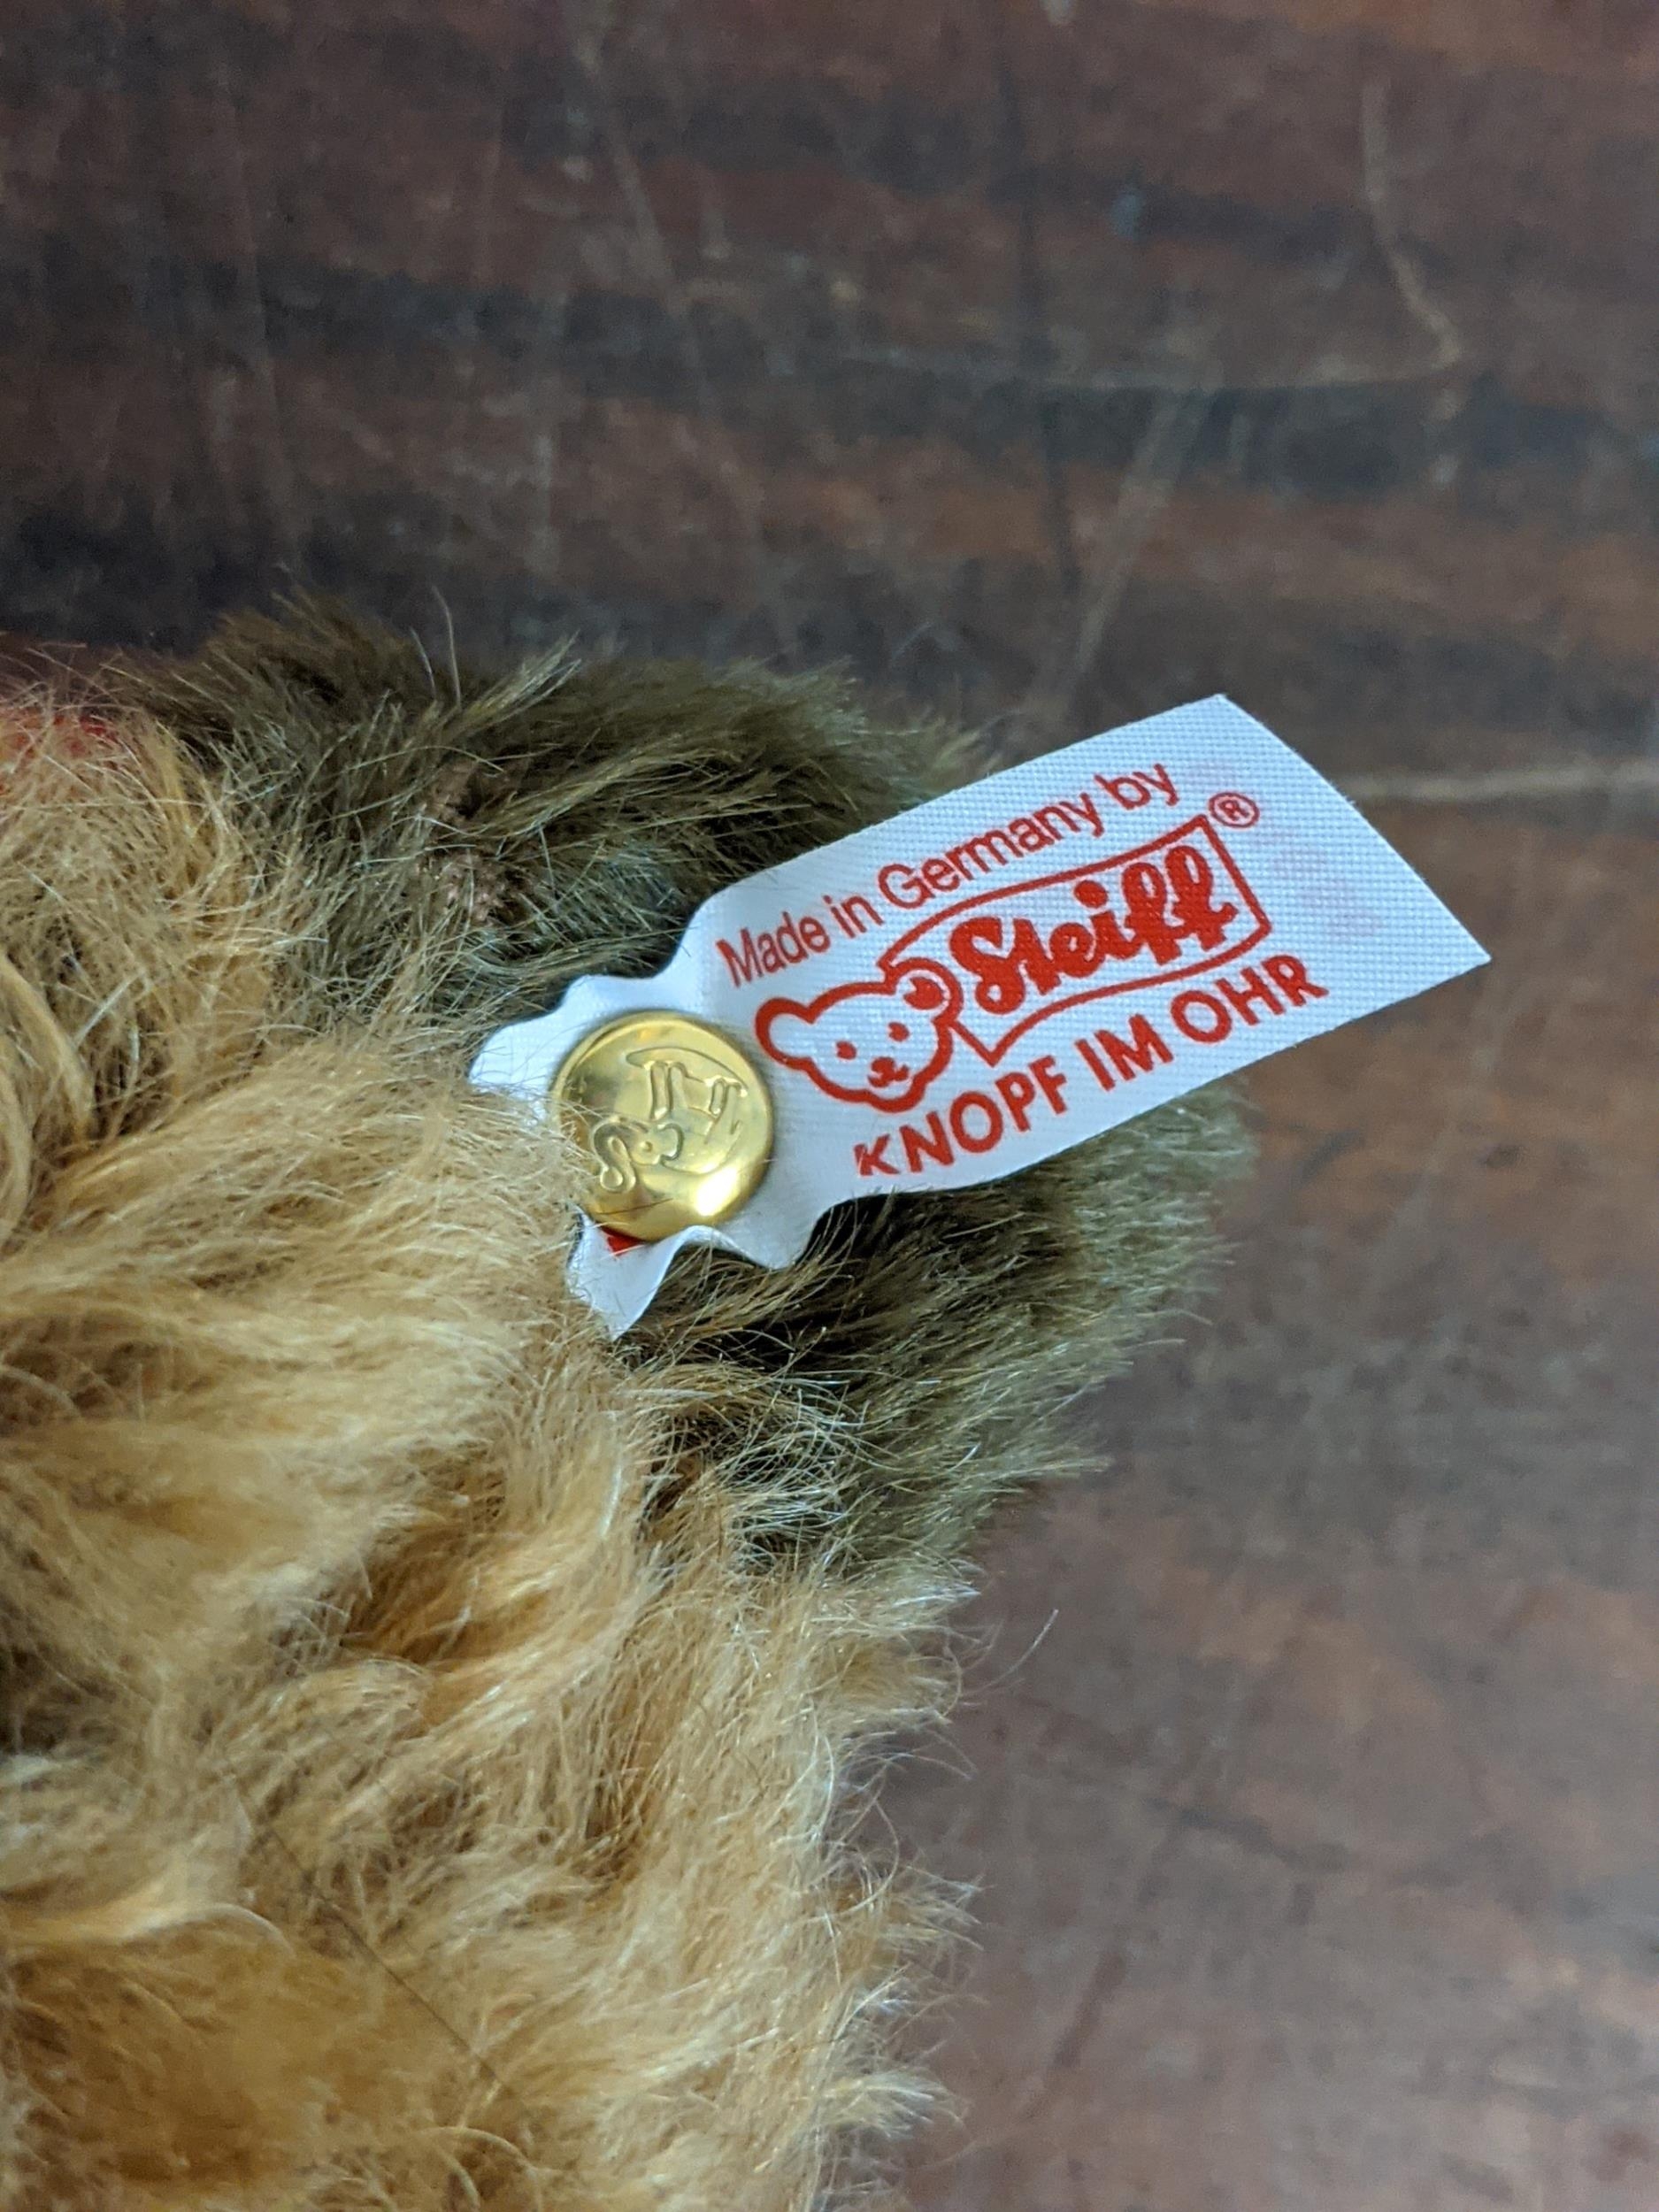 Made in Germany by
Steiff®
KNOPF IM OHR